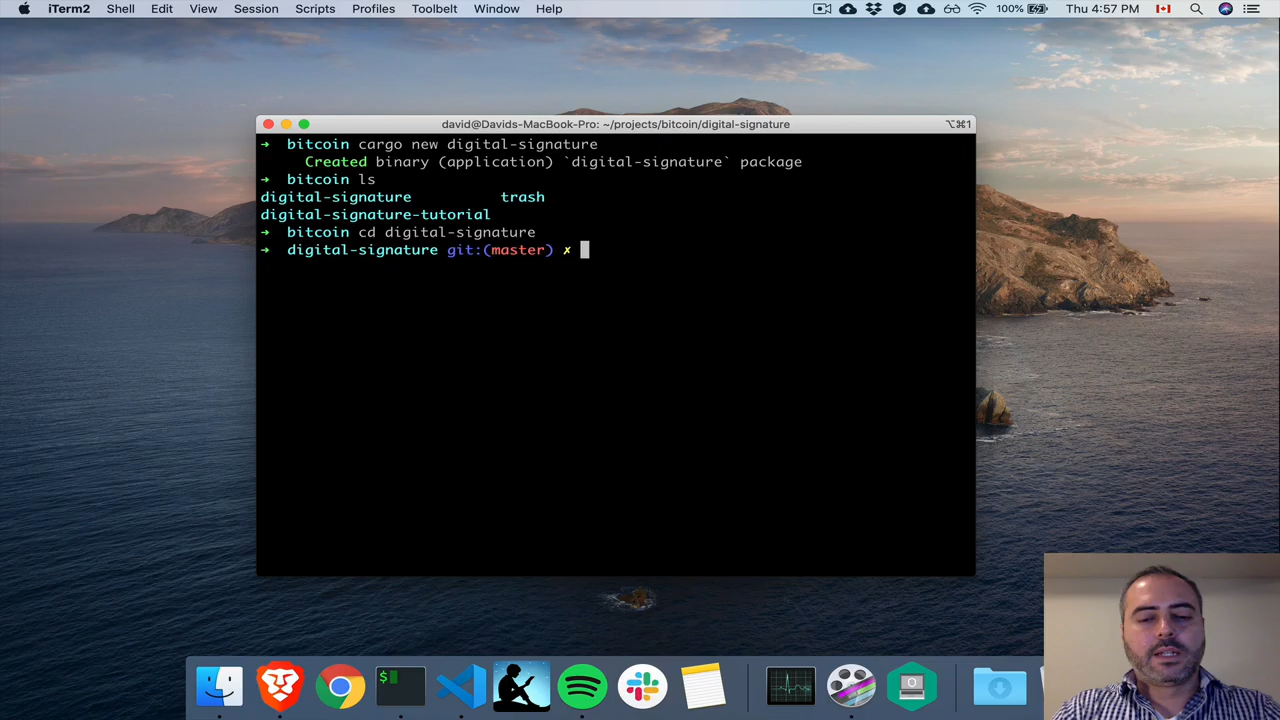 iTerm2 Shell Edit View Session Scripts Profiles Toolbelt Window Help 100% Thu 4:57 PM
david@Davids-MacBook-Pro: ~/projects/bitcoin/digital-signature ⌥⌘1
➜ bitcoin cargo new digital-signature
Created binary (application) `digital-signature` package
➜ bitcoin ls
digital-signature trash
digital-signature-tutorial
➜ bitcoin cd digital-signature
➜ digital-signature git:(master) ✗
$